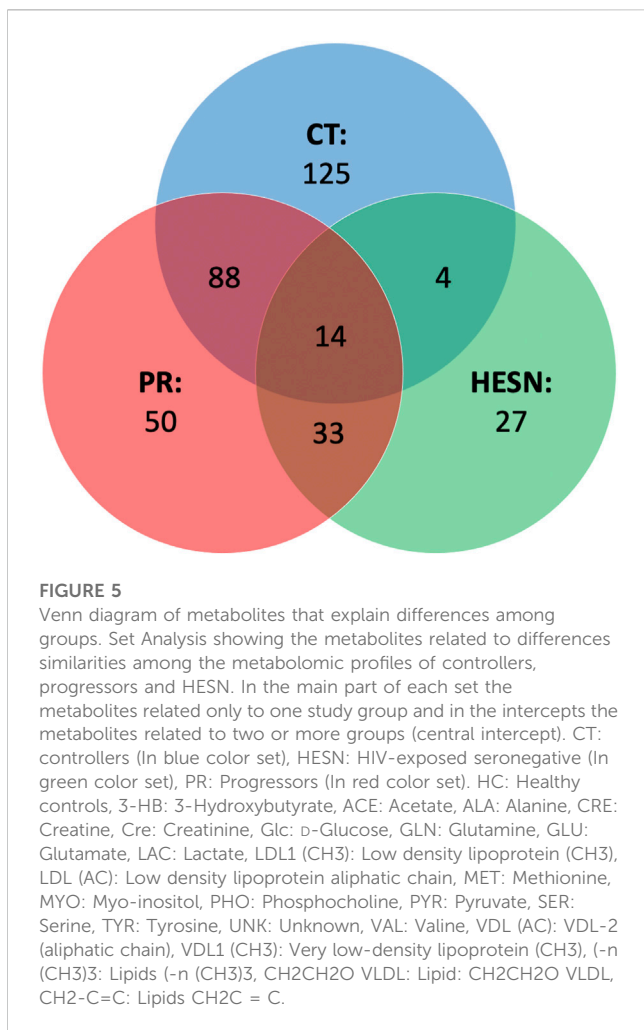 CT:
125
88
4
14
PR:
50
HESN:
27
33
FIGURE 5
Venn diagram of metabolites that explain differences among
groups. Set Analysis showing the metabolites related to differences
similarities among the metabolomic profiles of controllers,
progressors and HESN. In the main part of each set the
metabolites related only to one study group and in the intercepts the
metabolites related to two or more groups (central intercept). CT:
controllers (In blue color set), HESN: HIV-exposed seronegative (In
green color set), PR: Progressors (In red color set). HC: Healthy
controls, 3-HB: 3-Hydroxybutyrate, ACE: Acetate, ALA: Alanine, CRE:
Creatine, Cre: Creatinine, Glc: D-Glucose, GLN: Glutamine, GLU:
Glutamate, LAC: Lactate, LDL1 (CH3): Low density lipoprotein (CH3),
LDL (AC): Low density lipoprotein aliphatic chain, MET: Methionine,
MYO: Myo-inositol, PHO: Phosphocholine, PYR: Pyruvate, SER:
Serine, TYR: Tyrosine, UNK: Unknown, VAL: Valine, VDL (AC): VDL-2
(aliphatic chain), VDL1 (CH3): Very low-density lipoprotein (CH3), (-n
(CH3)3: Lipids (-n (CH3)3, CH2CH2O VLDL: Lipid: CH2CH2O VLDL,
CH2-C=C: Lipids CH2C = C.